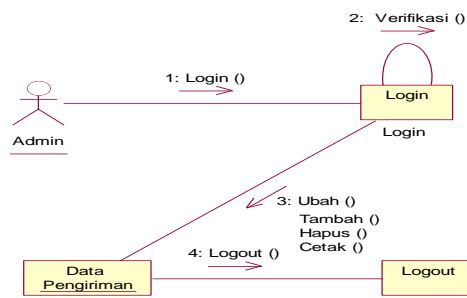 2: Verifikasi ()
1: Login ()
Login
Admin
Login
3: Ubah ()
Tambah ()
Hapus ()
Cetak ()
4: Logout ()
Data
Pengiriman
Logout